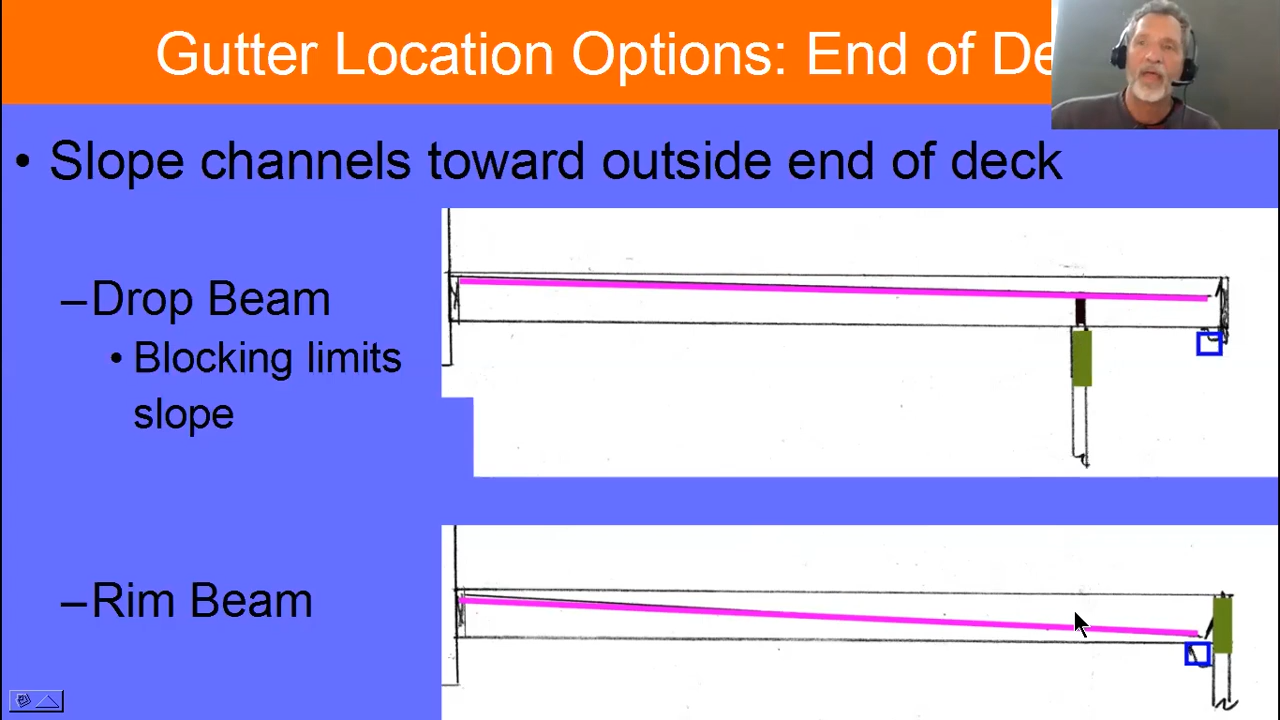 Gutter Location Options: End of De
• Slope channels toward outside end of deck
–Drop Beam
• Blocking limits
slope
–Rim Beam